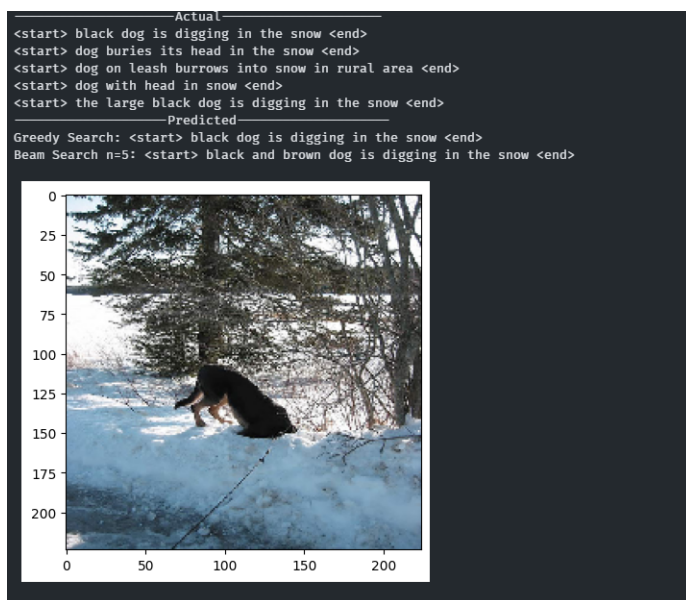 ---------------------Actual---------------------
<start> black dog is digging in the snow <end>
<start> dog buries its head in the snow <end>
<start> dog on leash burrows into snow in rural area <end>
<start> dog with head in snow <end>
<start> the large black dog is digging in the snow <end>
--------------------Predicted--------------------
Greedy Search: <start> black dog is digging in the snow <end>
Beam Search n=5: <start> black and brown dog is digging in the snow <end>
0
25
50
75
100
125
150
175
200
0 50 100 150 200